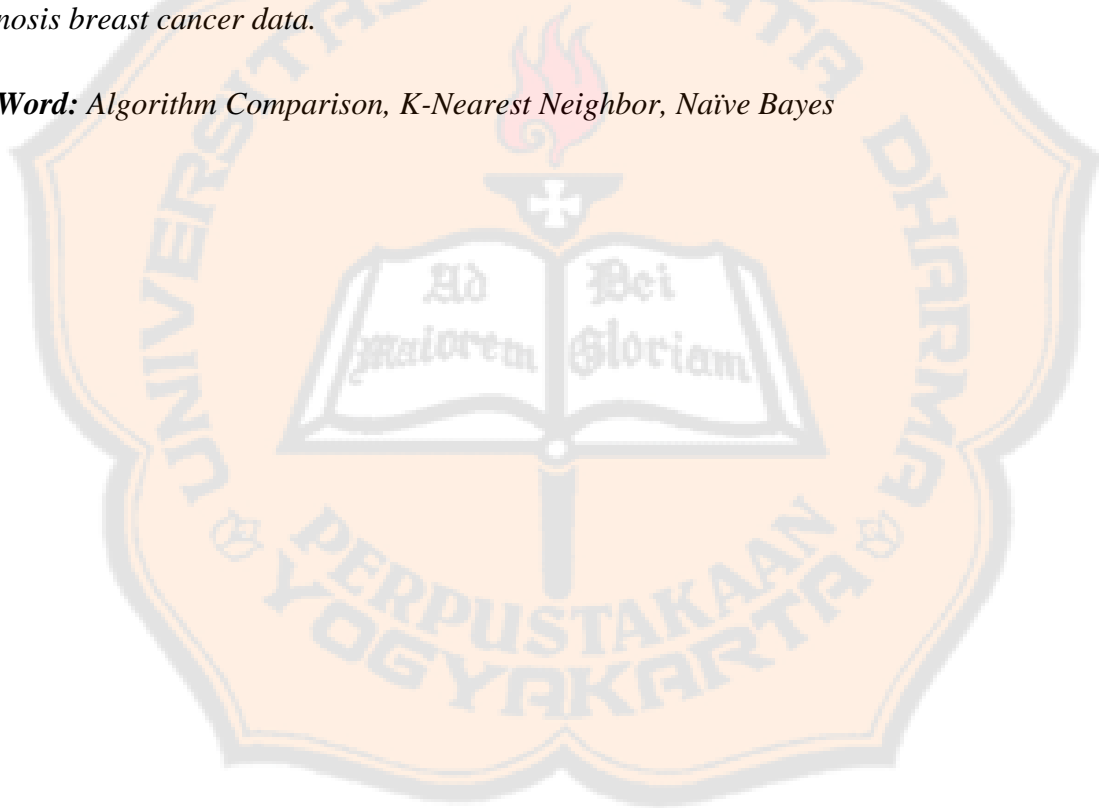 nosis breast cancer data.
Word: Algorithm Comparison, K-Nearest Neighbor, Naïve Bayes
UNIVERSITAS SANATA DHARMA
Ad Dei
Maiorem Gloriam
PERPUSTAKAAN
YOGYAKARTA